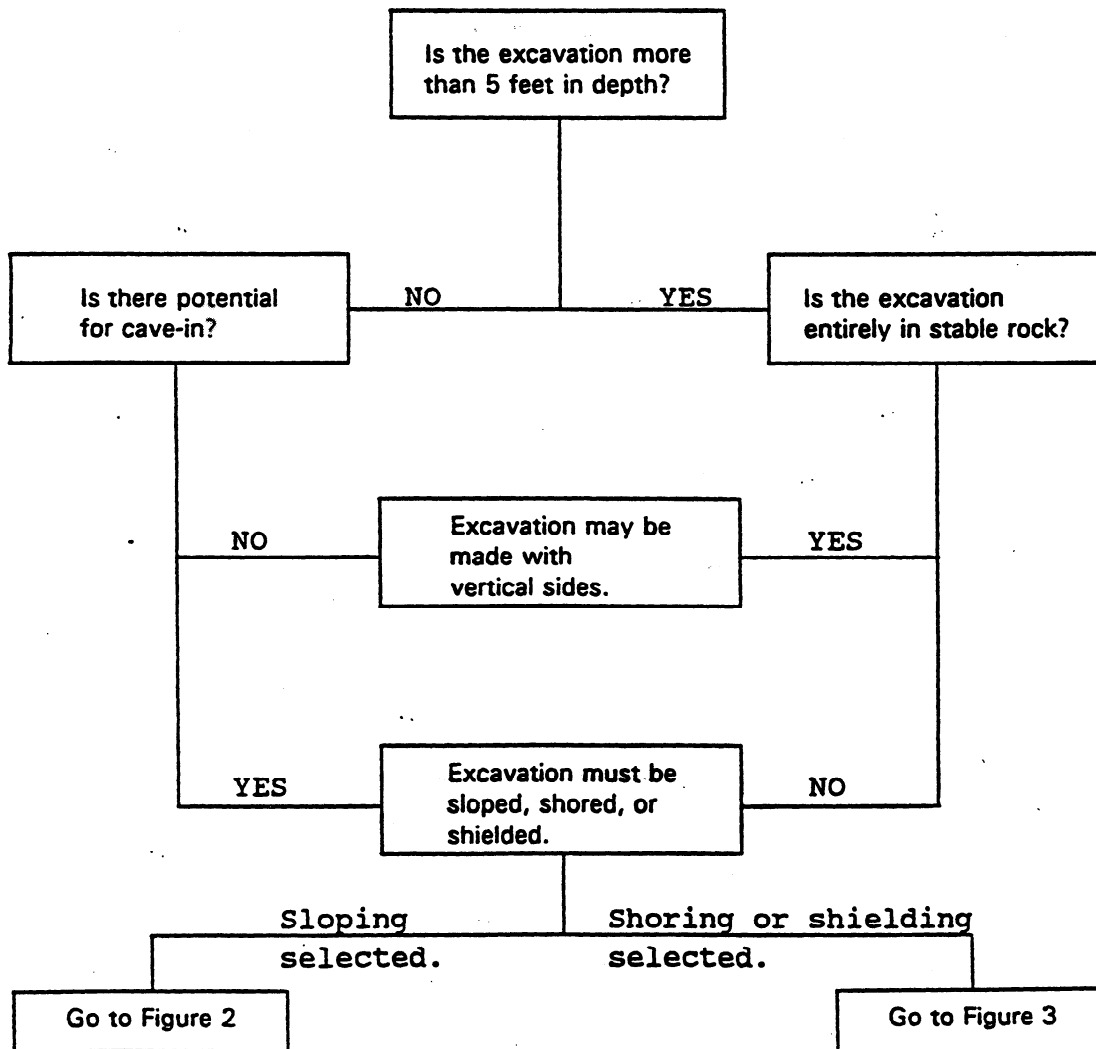 Is the excavation more
than 5 feet in depth?
Is there potential
for cave-in?
NO
YES
Is the excavation
entirely in stable rock?
NO
Excavation may be
made with
vertical sides.
YES
YES
Excavation must be
sloped, shored, or
shielded.
NO
Sloping
selected.
Shoring or shielding
selected.
Go to Figure 2
Go to Figure 3